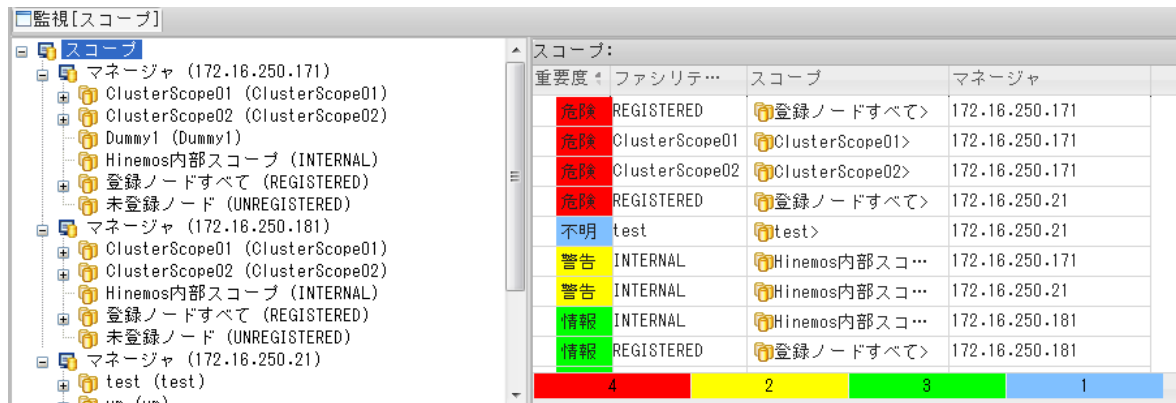 監視[スコープ]
スコープ
マネージャ (172.16.250.171)
ClusterScope01 (ClusterScope01)
ClusterScope02 (ClusterScope02)
Dummy1 (Dummy1)
Hinemos内部スコープ (INTERNAL)
登録ノードすべて (REGISTERED)
未登録ノード (UNREGISTERED)
マネージャ (172.16.250.181)
ClusterScope01 (ClusterScope01)
ClusterScope02 (ClusterScope02)
Hinemos内部スコープ (INTERNAL)
登録ノードすべて (REGISTERED)
未登録ノード (UNREGISTERED)
マネージャ (172.16.250.21)
test (test)
スコープ:
重要度 ファシリテ… スコープ マネージャ
危険 REGISTERED 登録ノードすべて> 172.16.250.171
危険 ClusterScope01 ClusterScope01> 172.16.250.171
危険 ClusterScope02 ClusterScope02> 172.16.250.171
危険 REGISTERED 登録ノードすべて> 172.16.250.21
不明 test test> 172.16.250.21
警告 INTERNAL Hinemos内部スコ… 172.16.250.171
警告 INTERNAL Hinemos内部スコ… 172.16.250.21
情報 INTERNAL Hinemos内部スコ… 172.16.250.181
情報 REGISTERED 登録ノードすべて> 172.16.250.181
4 2 3 1